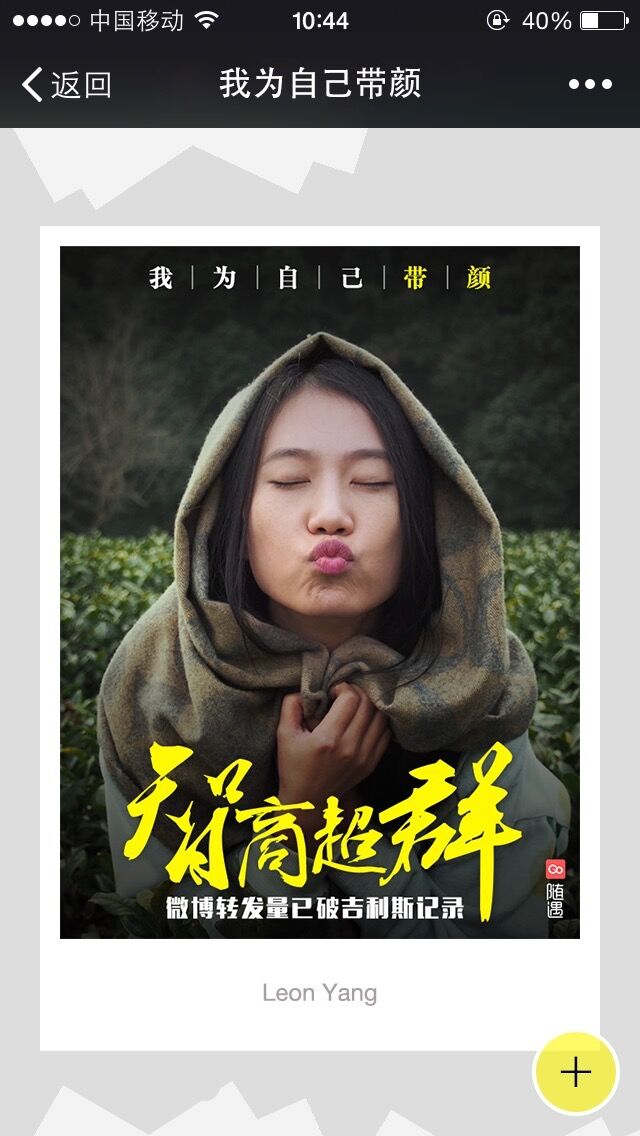 中国移动 10:44 40%
返回 我为自己带颜
我为自己带颜
智商超群
微博转发量已破吉利斯记录
随遇
Leon Yang